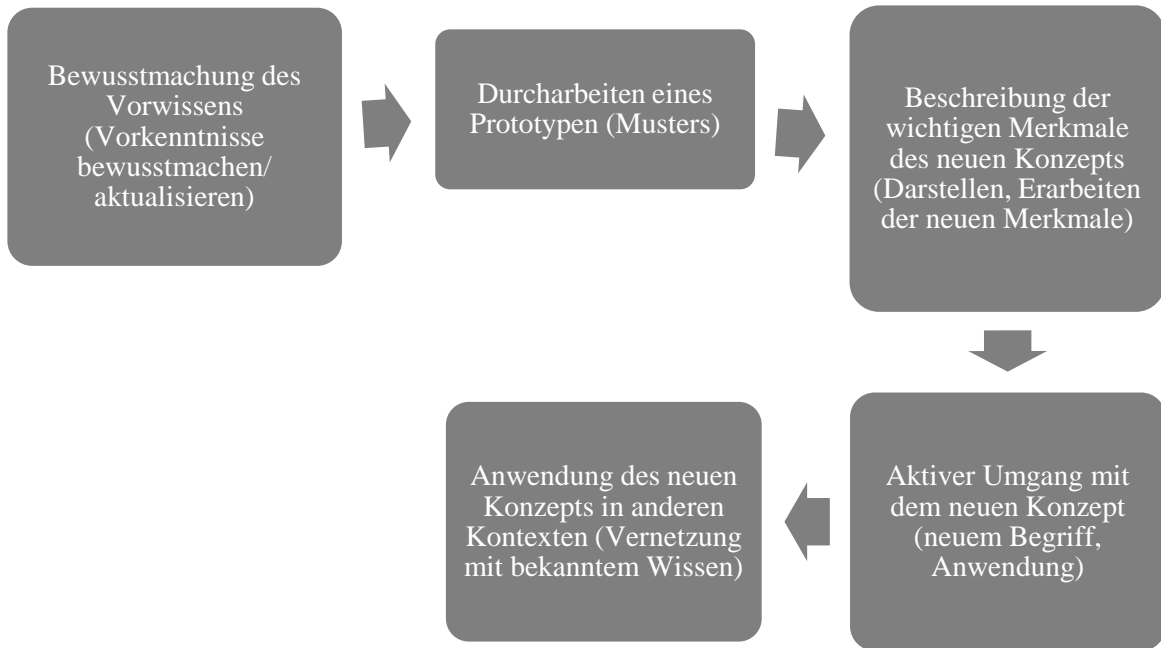 Bewusstmachung des
Vorwissens
(Vorkenntnisse
bewusstmachen/
aktualisieren)
Durcharbeiten eines
Prototypen (Musters)
Beschreibung der
wichtigen Merkmale
des neuen Konzepts
(Darstellen, Erarbeiten
der neuen Merkmale)
Aktiver Umgang mit
dem neuen Konzept
(neuem Begriff,
Anwendung)
Anwendung des neuen
Konzepts in anderen
Kontexten (Vernetzung
mit bekanntem Wissen)